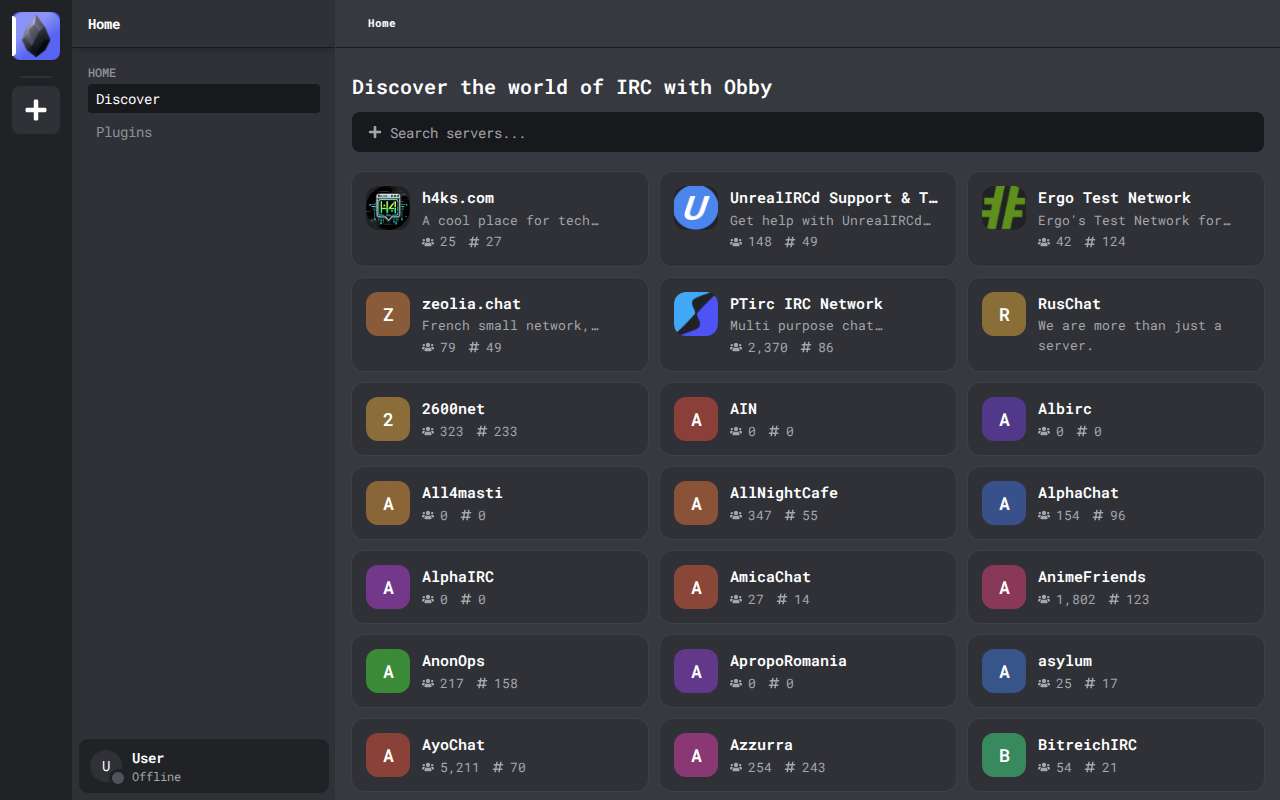 Home
Home
HOME
Discover
Plugins
Discover the world of IRC with Obby
Search servers...
H4
h4ks.com
A cool place for tech…
25 27
U
UnrealIRCd Support & T…
Get help with UnrealIRCd…
148 49
Ergo Test Network
Ergo's Test Network for…
42 124
Z
zeolia.chat
French small network,…
79 49
PTirc IRC Network
Multi purpose chat…
2,370 86
R
RusChat
We are more than just a
server.
2
2600net
323 233
A
AIN
0 0
A
Albirc
0 0
A
All4masti
0 0
A
AllNightCafe
347 55
A
AlphaChat
154 96
A
AlphaIRC
0 0
A
AmicaChat
27 14
A
AnimeFriends
1,802 123
A
AnonOps
217 158
A
ApropoRomania
0 0
A
asylum
25 17
A
AyoChat
5,211 70
A
Azzurra
254 243
B
BitreichIRC
54 21
U
User
Offline